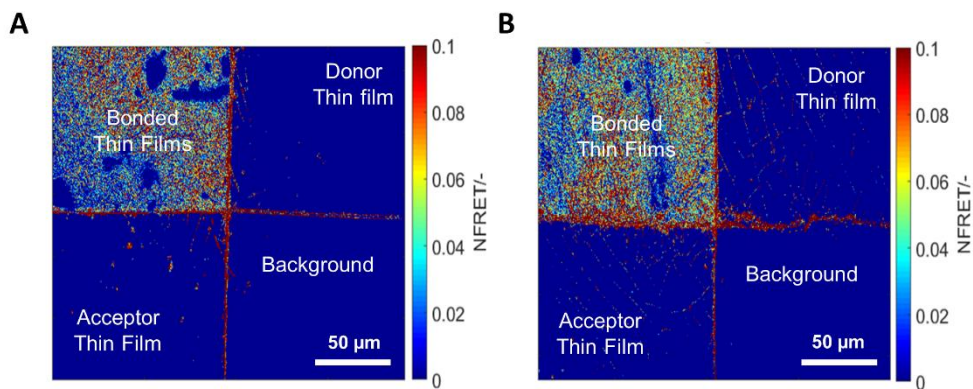 A
Donor
Thin film
Bonded
Thin Films
Background
Acceptor
Thin Film
50 µm
0.1
0.08
0.06
0.04
0.02
0
NFRET/-
B
Donor
Thin film
Bonded
Thin Films
Background
Acceptor
Thin Film
50 µm
0.1
0.08
0.06
0.04
0.02
0
NFRET/-